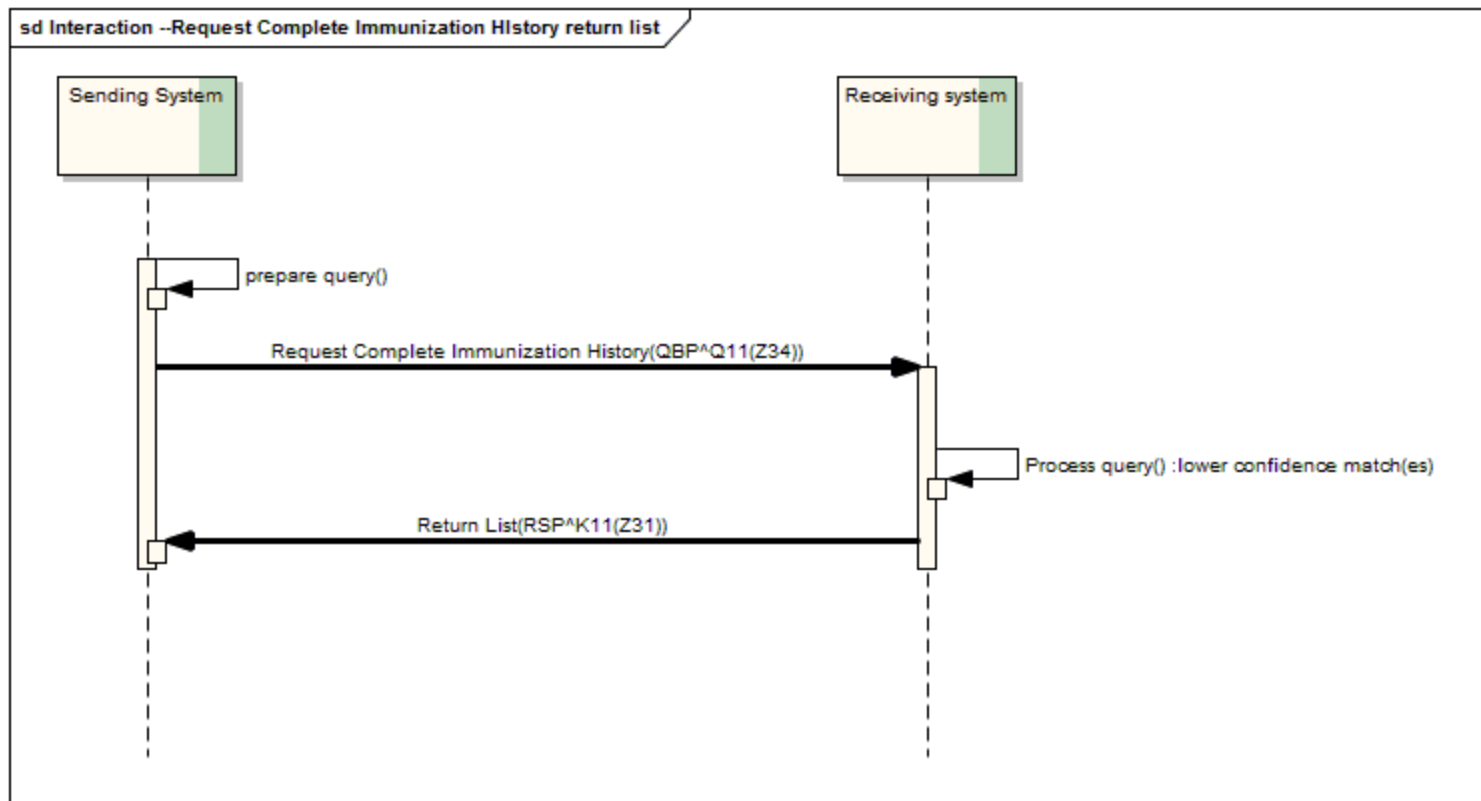 sd Interaction --Request Complete Immunization HIstory return list
Sending System
Receiving system
prepare query()
Request Complete Immunization History(QBP^Q11(Z34))
Process query() :lower confidence match(es)
Return List(RSP^K11(Z31))